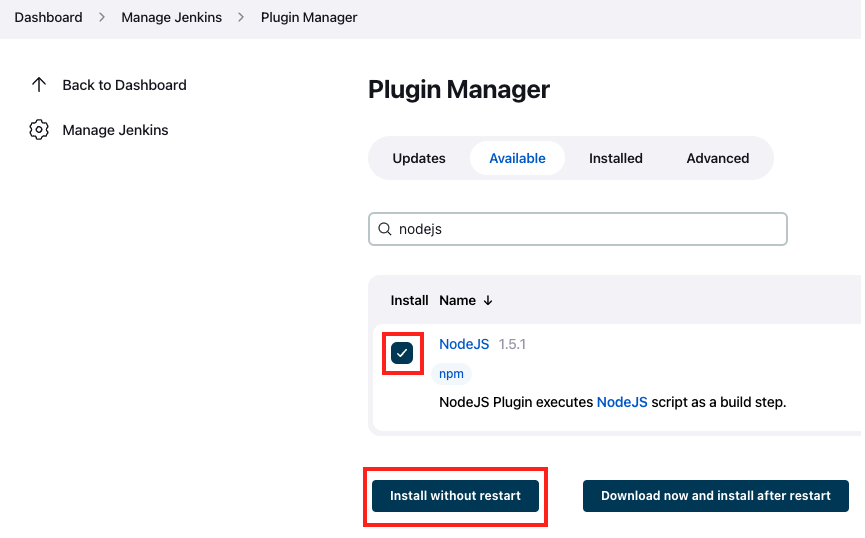 Dashboard > Manage Jenkins > Plugin Manager
Back to Dashboard
Manage Jenkins
Plugin Manager
Updates Available Installed Advanced
nodejs
Install Name ↓
NodeJS 1.5.1
npm
NodeJS Plugin executes NodeJS script as a build step.
Install without restart Download now and install after restart